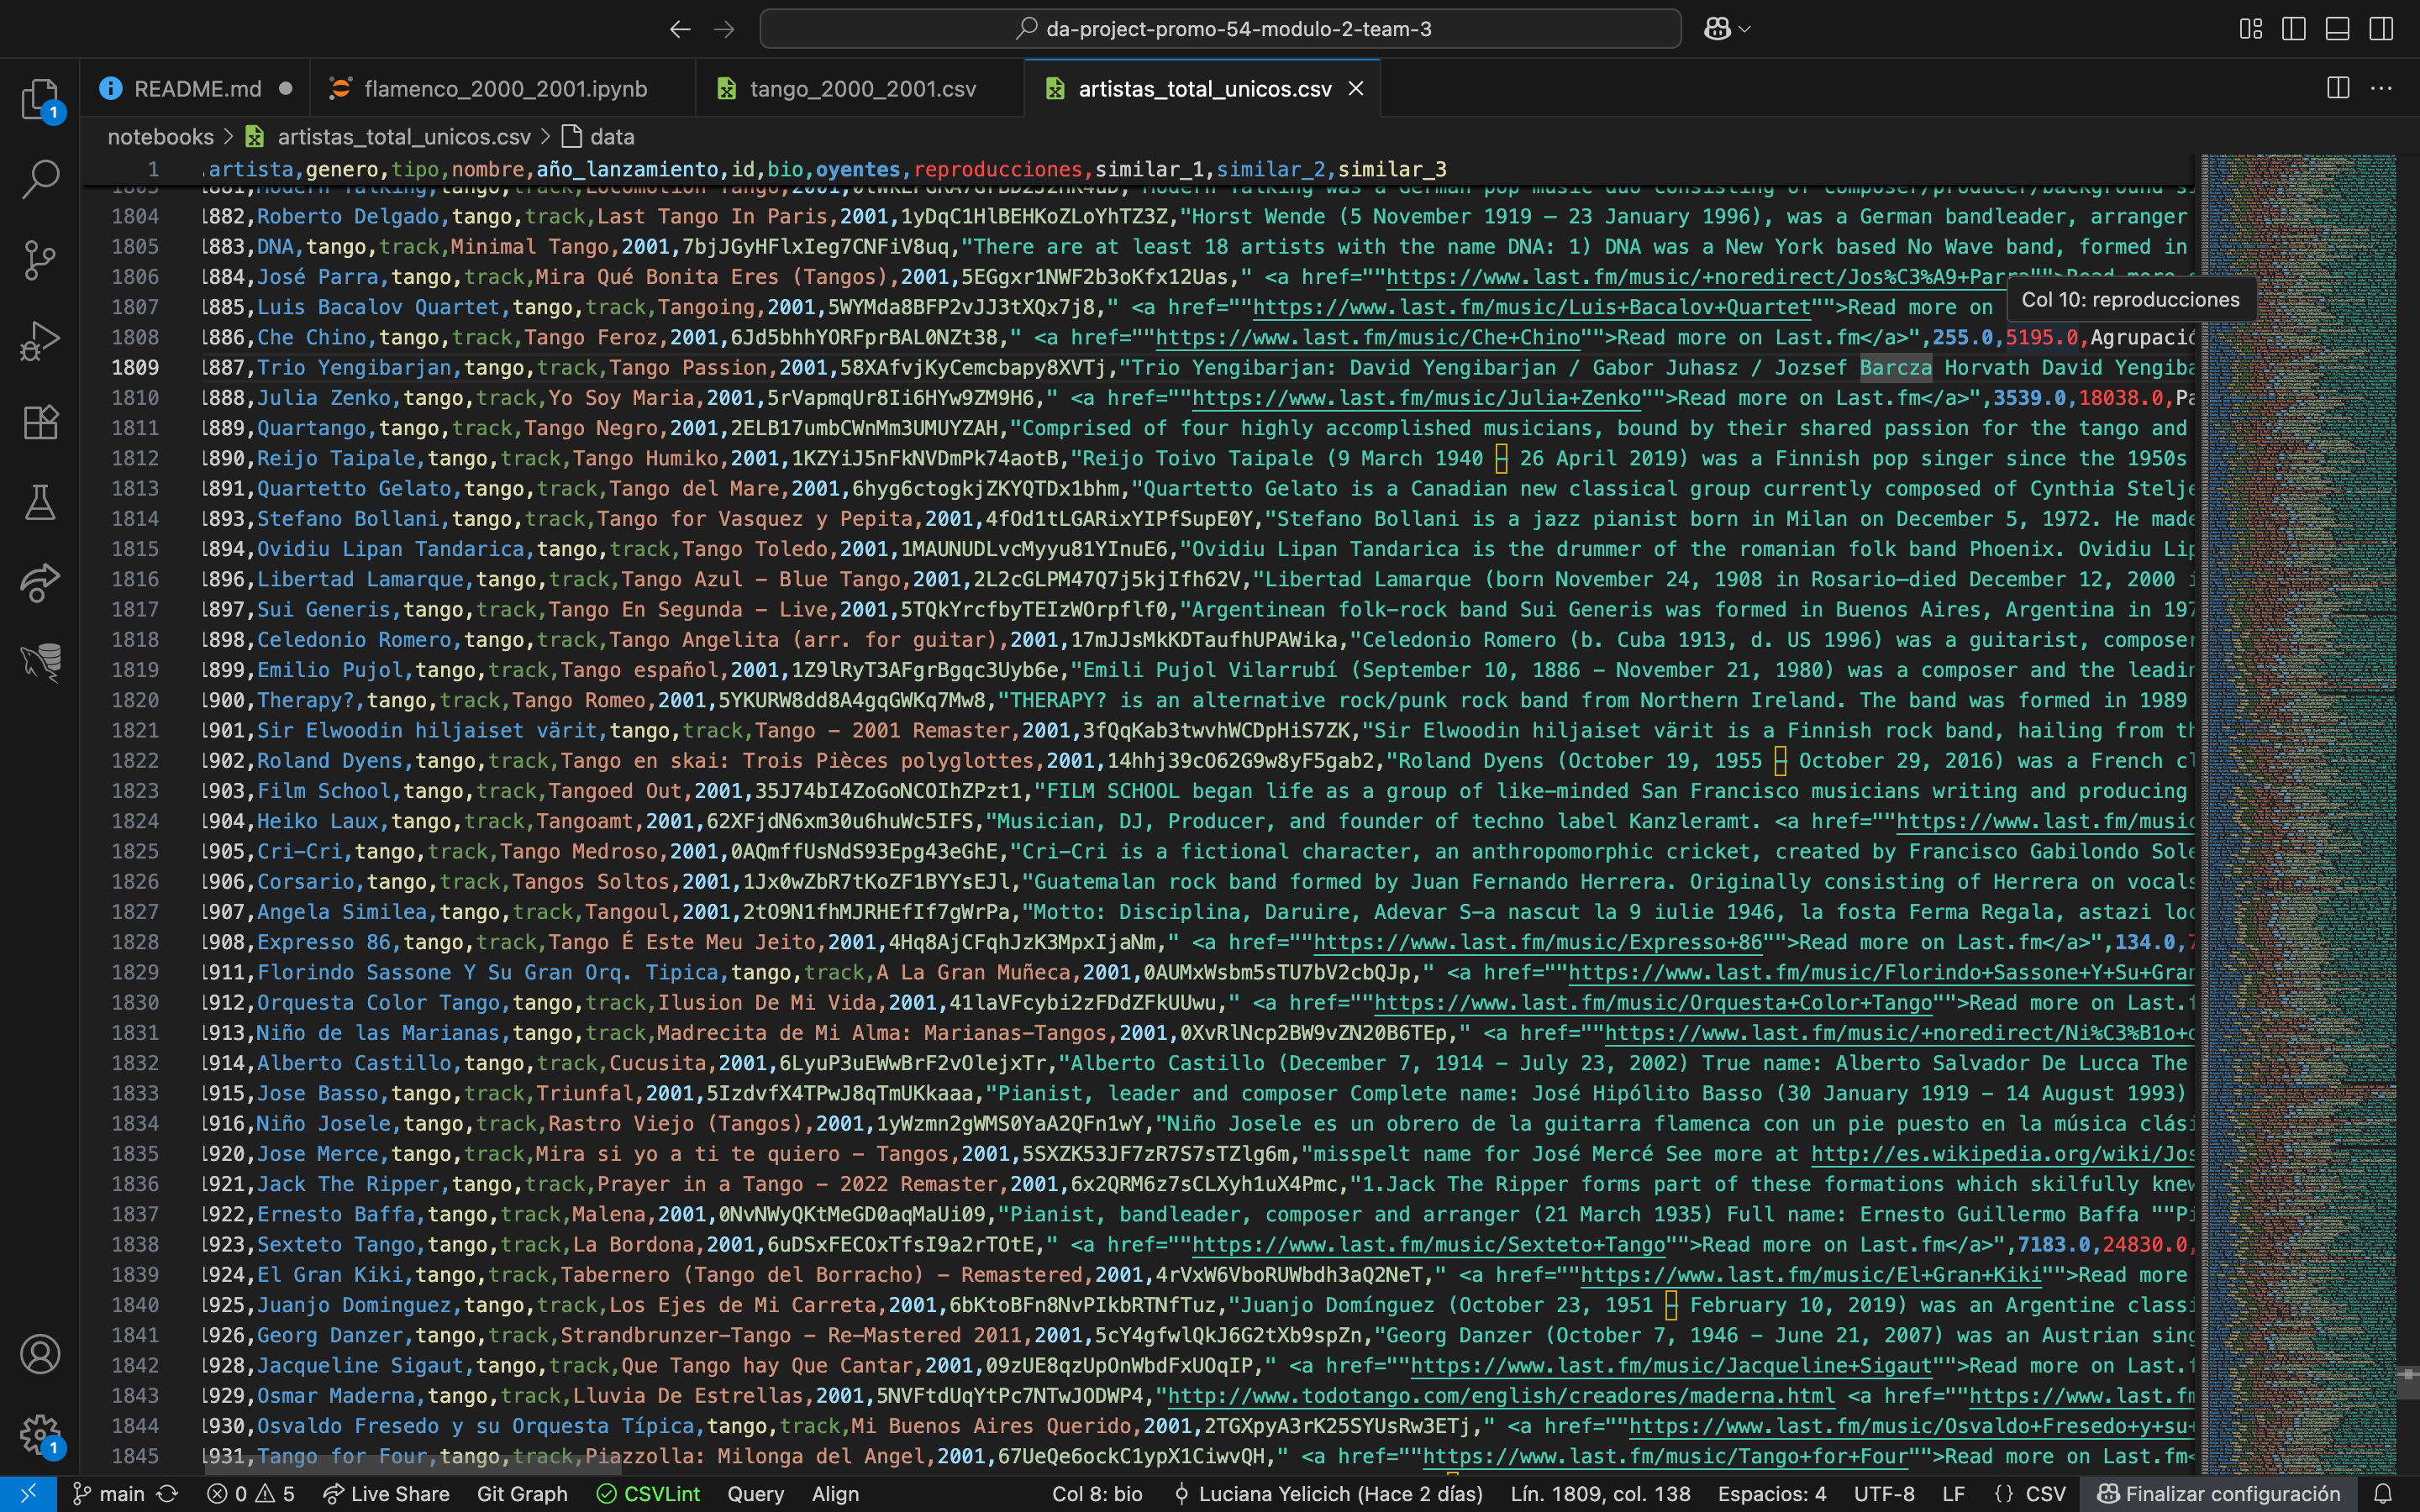 da-project-promo-54-modulo-2-team-3
README.md
flamenco_2000_2001.ipynb
tango_2000_2001.csv
artistas_total_unicos.csv
notebooks > artistas_total_unicos.csv > data
1 ,artista,genero,tipo,nombre,año_lanzamiento,id,bio,oyentes,reproducciones,similar_1,similar_2,similar_3
1804 1882,Roberto Delgado,tango,track,Last Tango In Paris,2001,1yDqC1HlBEHKoZLoYhTZ3Z,"Horst Wende (5 November 1919 – 23 January 1996), was a German bandleader, arranger
1805 1883,DNA,tango,track,Minimal Tango,2001,7bjJGyHFlxIeg7CNFiV8uq,"There are at least 18 artists with the name DNA: 1) DNA was a New York based No Wave band, formed in
1806 1884,José Parra,tango,track,Mira Qué Bonita Eres (Tangos),2001,5EGgxr1NWF2b3oKfx12Uas," <a href=""https://www.last.fm/music/+noredirect/Jos%C3%A9+Parra"">Read more
1807 1885,Luis Bacalov Quartet,tango,track,Tangoing,2001,5WYMda8BFP2vJJ3tXQx7j8," <a href=""https://www.last.fm/music/Luis+Bacalov+Quartet"">Read more on
Col 10: reproducciones
1808 1886,Che Chino,tango,track,Tango Feroz,2001,6Jd5bhhYORFprBAL0NZt38," <a href=""https://www.last.fm/music/Che+Chino"">Read more on Last.fm</a>",255.0,5195.0,Agrupació
1809 1887,Trio Yengibarjan,tango,track,Tango Passion,2001,58XAfvjKyCemcbapy8XVTj,"Trio Yengibarjan: David Yengibarjan / Gabor Juhasz / Jozsef Barcza Horvath David Yengiba
1810 1888,Julia Zenko,tango,track,Yo Soy Maria,2001,5rVapmqUr8Ii6HYw9ZM9H6," <a href=""https://www.last.fm/music/Julia+Zenko"">Read more on Last.fm</a>",3539.0,18038.0,Pa
1811 1889,Quartango,tango,track,Tango Negro,2001,2ELB17umbCWnMm3UMUYZAH,"Comprised of four highly accomplished musicians, bound by their shared passion for the tango and
1812 1890,Reijo Taipale,tango,track,Tango Humiko,2001,1KZYiJ5nFkNVDmPk74aotB,"Reijo Toivo Taipale (9 March 1940 – 26 April 2019) was a Finnish pop singer since the 1950s
1813 1891,Quartetto Gelato,tango,track,Tango del Mare,2001,6hyg6ctogkjZKYQTDx1bhm,"Quartetto Gelato is a Canadian new classical group currently composed of Cynthia Stelje
1814 1893,Stefano Bollani,tango,track,Tango for Vasquez y Pepita,2001,4fOd1tLGARixYIPfSupE0Y,"Stefano Bollani is a jazz pianist born in Milan on December 5, 1972. He made
1815 1894,Ovidiu Lipan Tandarica,tango,track,Tango Toledo,2001,1MAUNUDLvcMyyu81YInuE6,"Ovidiu Lipan Tandarica is the drummer of the romanian folk band Phoenix. Ovidiu Lip
1816 1896,Libertad Lamarque,tango,track,Tango Azul - Blue Tango,2001,2L2cGLPM47Q7j5kjIfh62V,"Libertad Lamarque (born November 24, 1908 in Rosario—died December 12, 2000 i
1817 1897,Sui Generis,tango,track,Tango En Segunda - Live,2001,5TQkYrcfbyTEIzWOrpflf0,"Argentinean folk-rock band Sui Generis was formed in Buenos Aires, Argentina in 197
1818 1898,Celedonio Romero,tango,track,Tango Angelita (arr. for guitar),2001,17mJJsMkKDTaufhUPAWika,"Celedonio Romero (b. Cuba 1913, d. US 1996) was a guitarist, composer
1819 1899,Emilio Pujol,tango,track,Tango español,2001,1Z9lRyT3AFgrBgqc3Uyb6e,"Emili Pujol Vilarrubí (September 10, 1886 – November 21, 1980) was a composer and the leadin
1820 1900,Therapy?,tango,track,Tango Romeo,2001,5YKURW8dd8A4gqGWKq7Mw8,"THERAPY? is an alternative rock/punk rock band from Northern Ireland. The band was formed in 1989
1821 1901,Sir Elwoodin hiljaiset värit,tango,track,Tango - 2001 Remaster,2001,3fQqKab3twvhWCDpHiS7ZK,"Sir Elwoodin hiljaiset värit is a Finnish rock band, hailing from th
1822 1902,Roland Dyens,tango,track,Tango en skai: Trois Pièces polyglottes,2001,14hhj39cO62G9w8yF5gab2,"Roland Dyens (October 19, 1955 – October 29, 2016) was a French cl
1823 1903,Film School,tango,track,Tangoed Out,2001,35J74bI4ZoGoNCOIhZPzt1,"FILM SCHOOL began life as a group of like-minded San Francisco musicians writing and producing
1824 1904,Heiko Laux,tango,track,Tangoamt,2001,62XFjdN6xm30u6huWc5IFS,"Musician, DJ, Producer, and founder of techno label Kanzleramt. <a href=""https://www.last.fm/music
1825 1905,Cri-Cri,tango,track,Tango Medroso,2001,0AQmffUsNdS93Epg43eGhE,"Cri-Cri is a fictional character, an anthropomorphic cricket, created by Francisco Gabilondo Sole
1826 1906,Corsario,tango,track,Tangos Soltos,2001,1Jx0wZbR7tKoZF1BYYsEJl,"Guatemalan rock band formed by Juan Fernando Herrera. Originally consisting of Herrera on vocals
1827 1907,Angela Similea,tango,track,Tangoul,2001,2tO9N1fhMJRHEfIf7gWrPa,"Motto: Disciplina, Daruire, Adevar S-a nascut la 9 iulie 1946, la fosta Ferma Regala, astazi loc
1828 1908,Expresso 86,tango,track,Tango É Este Meu Jeito,2001,4Hq8AjCFqhJzK3MpxIjaNm," <a href=""https://www.last.fm/music/Expresso+86"">Read more on Last.fm</a>",134.0,7
1829 1911,Florindo Sassone Y Su Gran Orq. Tipica,tango,track,A La Gran Muñeca,2001,0AUMxWsbm5sTU7bV2cbQJp," <a href=""https://www.last.fm/music/Florindo+Sassone+Y+Su+Gran
1830 1912,Orquesta Color Tango,tango,track,Ilusion De Mi Vida,2001,41laVFcybi2zFDdZFkUUwu," <a href=""https://www.last.fm/music/Orquesta+Color+Tango"">Read more on Last.f
1831 1913,Niño de las Marianas,tango,track,Madrecita de Mi Alma: Marianas-Tangos,2001,0XvRlNcp2BW9vZN20B6TEp," <a href=""https://www.last.fm/music/+noredirect/Ni%C3%B1o+d
1832 1914,Alberto Castillo,tango,track,Cucusita,2001,6LyuP3uEWwBrF2vOlejxTr,"Alberto Castillo (December 7, 1914 - July 23, 2002) True name: Alberto Salvador De Lucca The
1833 1915,Jose Basso,tango,track,Triunfal,2001,5IzdvfX4TPwJ8qTmUKkaaa,"Pianist, leader and composer Complete name: José Hipólito Basso (30 January 1919 - 14 August 1993)
1834 1916,Niño Josele,tango,track,Rastro Viejo (Tangos),2001,1yWzmn2gWMS0YaA2QFn1wY,"Niño Josele es un obrero de la guitarra flamenca con un pie puesto en la música clási
1835 1920,Jose Merce,tango,track,Mira si yo a ti te quiero - Tangos,2001,5SXZK53JF7zR7S7sTZlg6m,"misspelt name for José Mercé See more at http://es.wikipedia.org/wiki/Jos
1836 1921,Jack The Ripper,tango,track,Prayer in a Tango - 2022 Remaster,2001,6x2QRM6z7sCLXyh1uX4Pmc,"1.Jack The Ripper forms part of these formations which skilfully knew
1837 1922,Ernesto Baffa,tango,track,Malena,2001,0NvNWyQKtMeGD0aqMaUi09,"Pianist, bandleader, composer and arranger (21 March 1935) Full name: Ernesto Guillermo Baffa ""Pi
1838 1923,Sexteto Tango,tango,track,La Bordona,2001,6uDSxFECOxTfsI9a2rTOtE," <a href=""https://www.last.fm/music/Sexteto+Tango"">Read more on Last.fm</a>",7183.0,24830.0,
1839 1924,El Gran Kiki,tango,track,Tabernero (Tango del Borracho) - Remastered,2001,4rVxW6VboRUWbdh3aQ2NeT," <a href=""https://www.last.fm/music/El+Gran+Kiki"">Read more
1840 1925,Juanjo Dominguez,tango,track,Los Ejes de Mi Carreta,2001,6bKtoBFn8NvPIkbRTNfTuz,"Juanjo Domínguez (October 23, 1951 – February 10, 2019) was an Argentine classi
1841 1926,Georg Danzer,tango,track,Strandbrunzer-Tango - Re-Mastered 2011,2001,5cY4gfwlQkJ6G2tXb9spZn,"Georg Danzer (October 7, 1946 - June 21, 2007) was an Austrian sing
1842 1928,Jacqueline Sigaut,tango,track,Que Tango hay Que Cantar,2001,09zUE8qzUpOnWbdFxUOqIP," <a href=""https://www.last.fm/music/Jacqueline+Sigaut"">Read more on Last.f
1843 1929,Osmar Maderna,tango,track,Lluvia De Estrellas,2001,5NVFtdUqYtPc7NTwJODWP4,"http://www.todotango.com/english/creadores/maderna.html <a href=""https://www.last.fm
1844 1930,Osvaldo Fresedo y su Orquesta Típica,tango,track,Mi Buenos Aires Querido,2001,2TGXpyA3rK25SYUsRw3ETj," <a href=""https://www.last.fm/music/Osvaldo+Fresedo+y+su+
1845 1931,Tango for Four,tango,track,Piazzolla: Milonga del Angel,2001,67UeQe6ockC1ypX1CiwvQH," <a href=""https://www.last.fm/music/Tango+for+Four"">Read more on Last.fm<
main 0 5 Live Share Git Graph CSVLint Query Align Col 8: bio Luciana Yelicich (Hace 2 días) Lín. 1809, col. 138 Espacios: 4 UTF-8 LF {} CSV Finalizar configuración